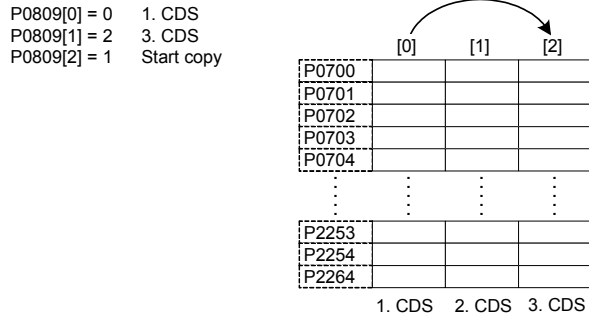 P0809[0] = 0 1. CDS
P0809[1] = 2 3. CDS
P0809[2] = 1 Start copy
[0] [1] [2]
P0700
P0701
P0702
P0703
P0704
P2253
P2254
P2264
1. CDS 2. CDS 3. CDS